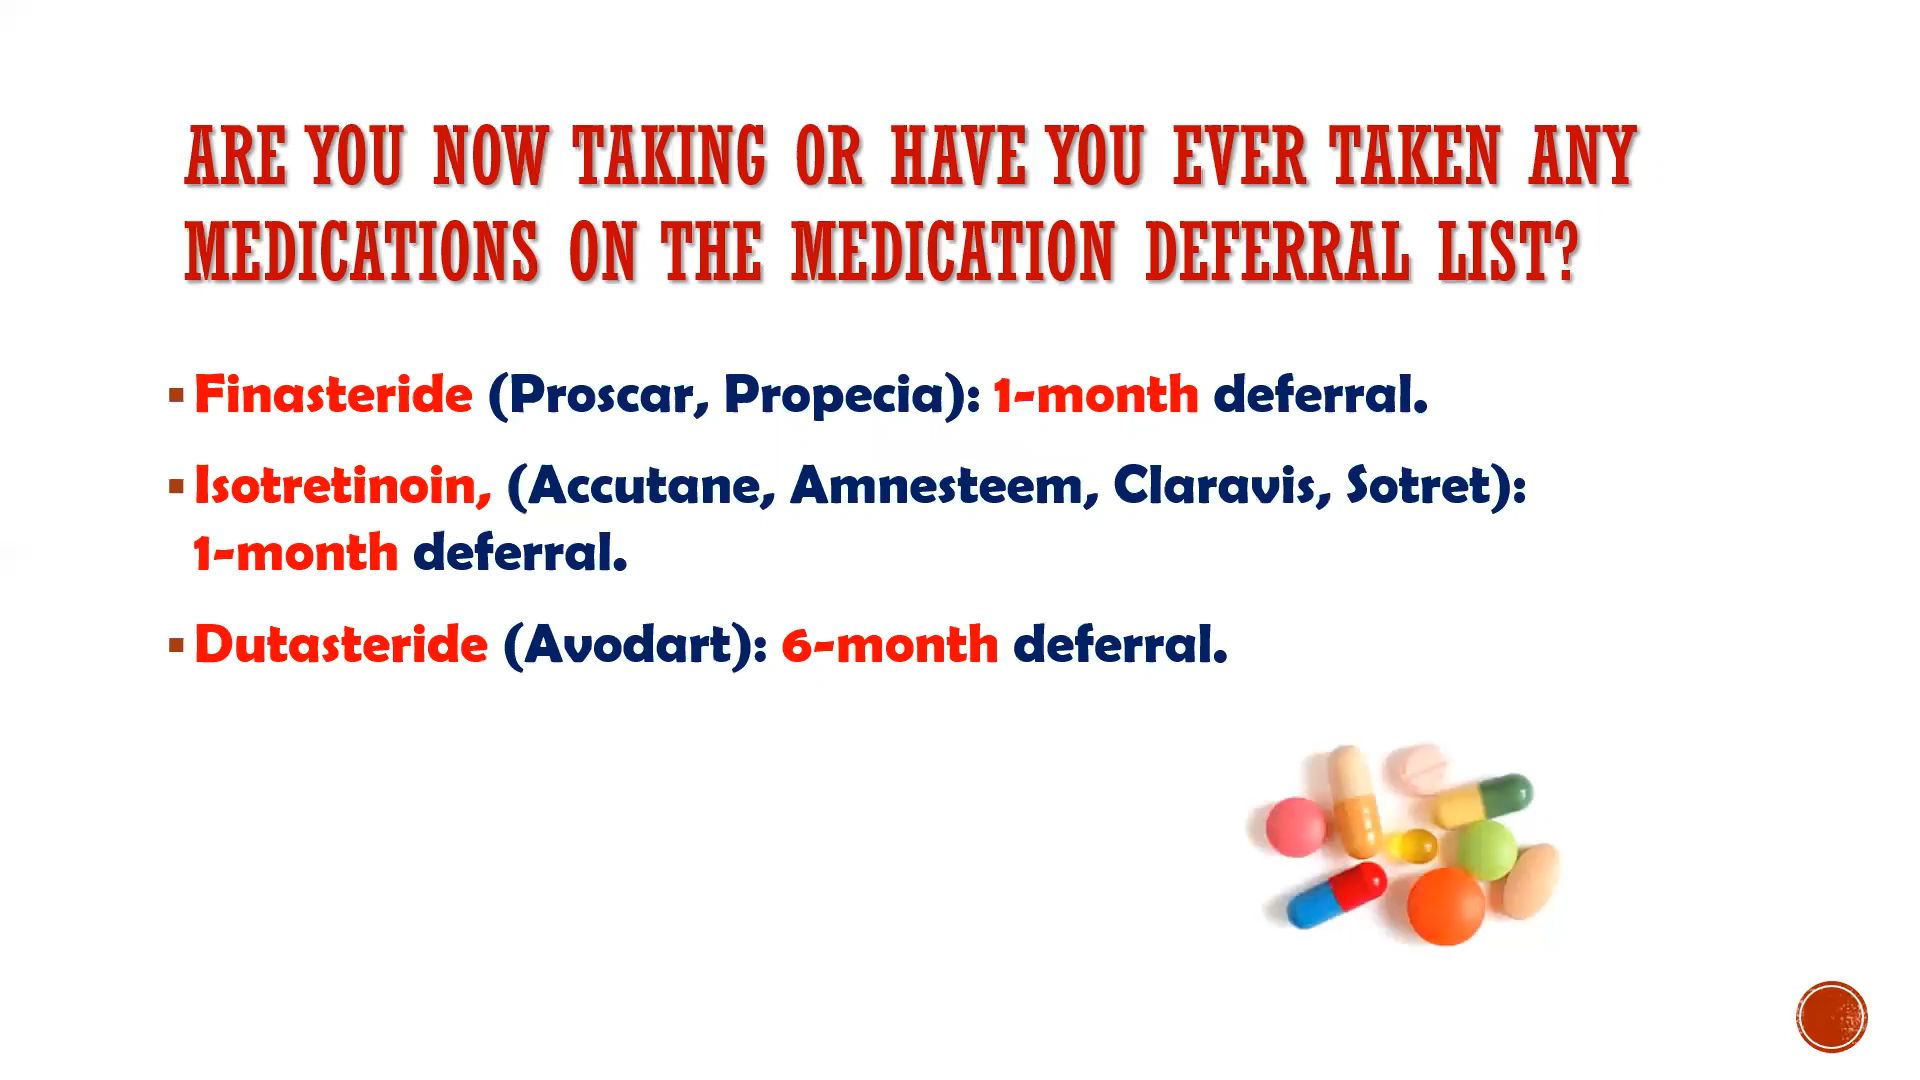 ARE YOU NOW TAKING OR HAVE YOU EVER TAKEN ANY
MEDICATIONS ON THE MEDICATION DEFERRAL LIST?
▪ Finasteride (Proscar, Propecia): 1-month deferral.
▪ Isotretinoin, (Accutane, Amnesteem, Claravis, Sotret):
1-month deferral.
▪ Dutasteride (Avodart): 6-month deferral.